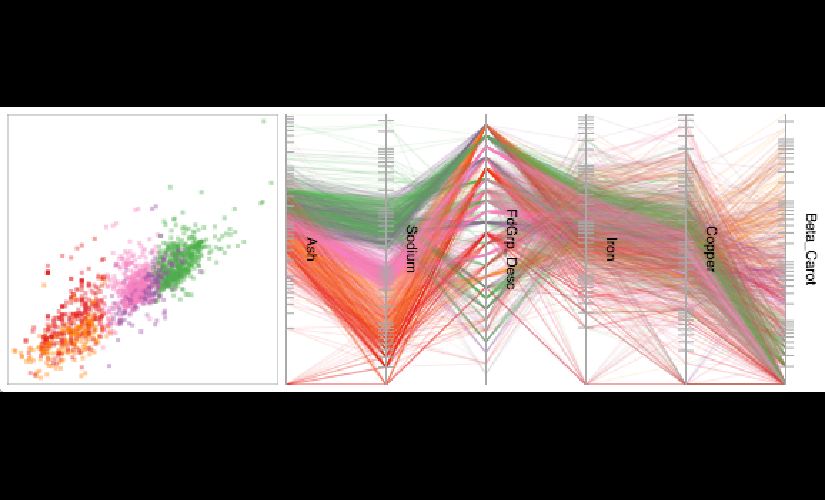 Ash
Sodium
FdGrp_Desc
Iron
Copper
Beta_Carot